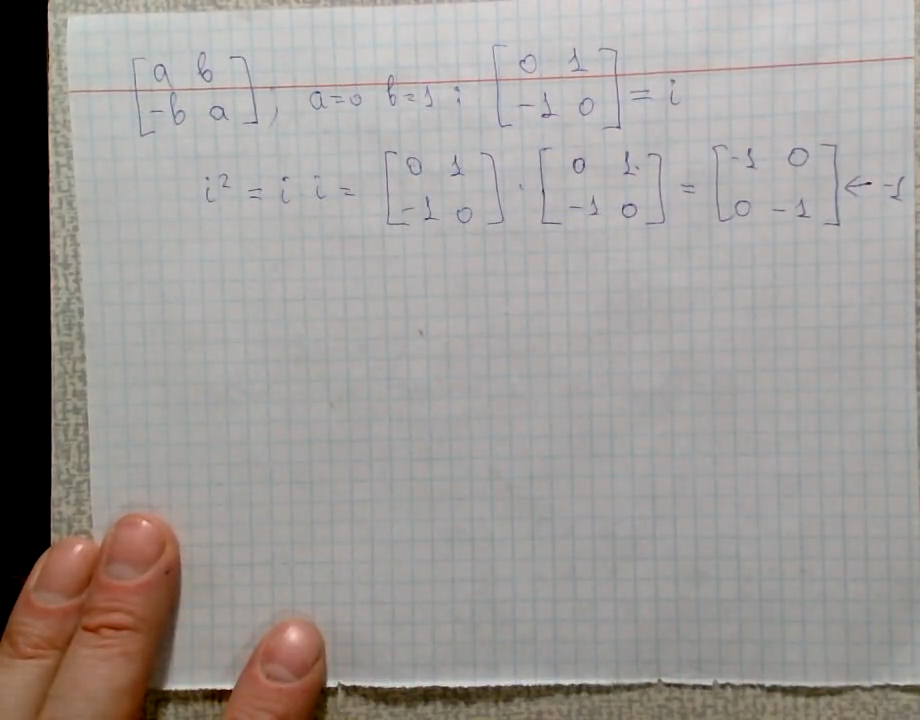 [a b; -b a]; a=0 b=1 : [0 1; -1 0] = i
i² = i · i = [0 1; -1 0] · [0 1; -1 0] = [-1 0; 0 -1] ← -1